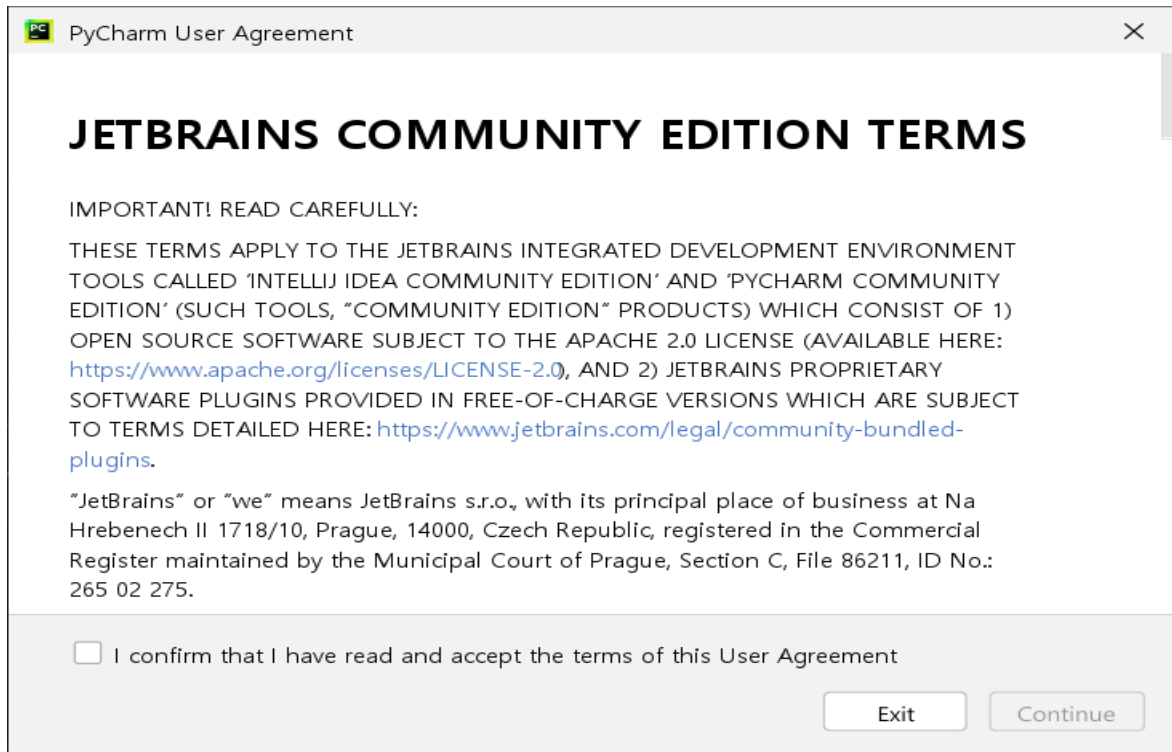 PC
PyCharm User Agreement
JETBRAINS COMMUNITY EDITION TERMS
IMPORTANT! READ CAREFULLY:
THESE TERMS APPLY TO THE JETBRAINS INTEGRATED DEVELOPMENT ENVIRONMENT
TOOLS CALLED 'INTELLIJ IDEA COMMUNITY EDITION' AND 'PYCHARM COMMUNITY
EDITION' (SUCH TOOLS, "COMMUNITY EDITION" PRODUCTS) WHICH CONSIST OF 1)
OPEN SOURCE SOFTWARE SUBJECT TO THE APACHE 2.0 LICENSE (AVAILABLE HERE:
https://www.apache.org/licenses/LICENSE-2.0), AND 2) JETBRAINS PROPRIETARY
SOFTWARE PLUGINS PROVIDED IN FREE-OF-CHARGE VERSIONS WHICH ARE SUBJECT
TO TERMS DETAILED HERE: https://www.jetbrains.com/legal/community-bundled-
plugins.
"JetBrains" or "we" means JetBrains s.r.o., with its principal place of business at Na
Hrebenech II 1718/10, Prague, 14000, Czech Republic, registered in the Commercial
Register maintained by the Municipal Court of Prague, Section C, File 86211, ID No.:
265 02 275.
I confirm that I have read and accept the terms of this User Agreement
Exit
Continue